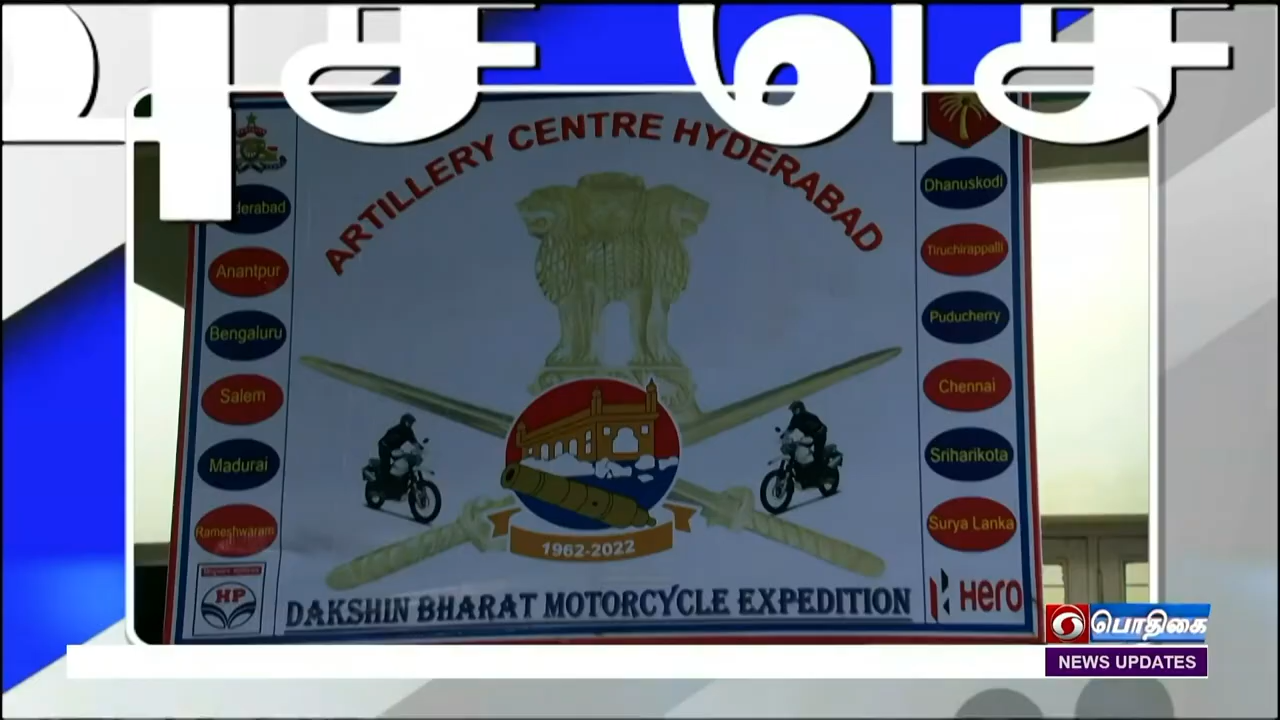 ARTILLERY CENTRE HYDERABAD
Anantpur
Bengaluru
Salem
Madurai
Rameshwaram
HP
Dhanuskodi
Tiruchirappalli
Puducherry
Chennai
Sriharikota
Surya Lanka
Hero
1962-2022
DAKSHIN BHARAT MOTORCYCLE EXPEDITION
பொதிகை
NEWS UPDATES